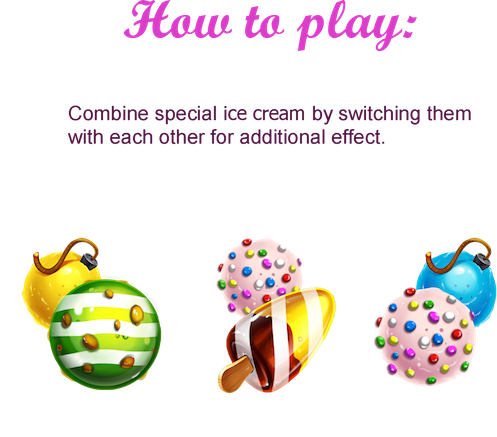 How to play:
Combine special ice cream by switching them
with each other for additional effect.